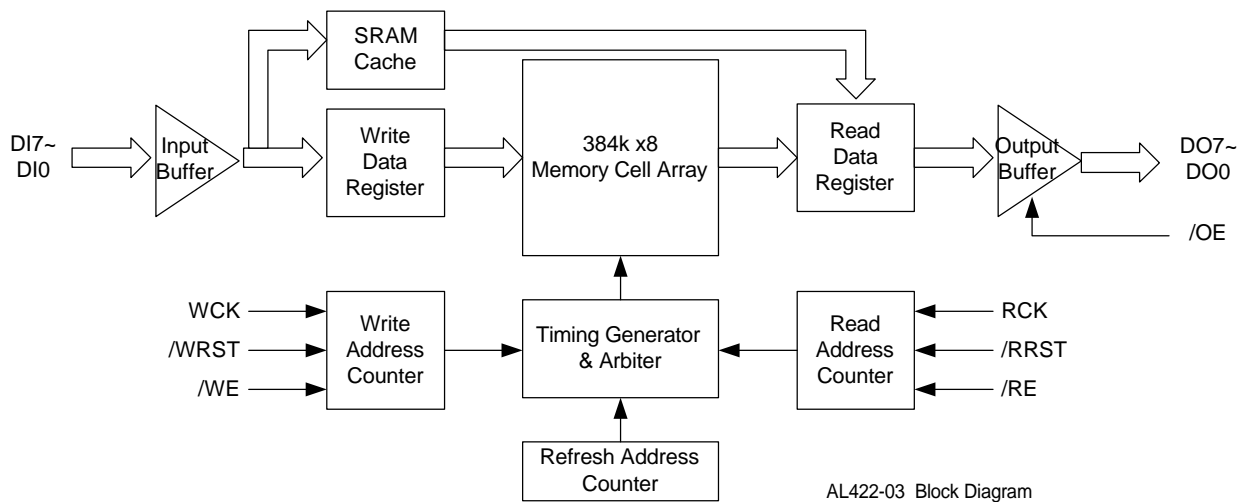 SRAM
Cache
DI7~
DI0
Input
Buffer
Write
Data
Register
384k x8
Memory Cell Array
Read
Data
Register
Output
Buffer
DO7~
DO0
/OE
WCK
/WRST
/WE
Write
Address
Counter
Timing Generator
& Arbiter
Read
Address
Counter
RCK
/RRST
/RE
Refresh Address
Counter
AL422-03 Block Diagram